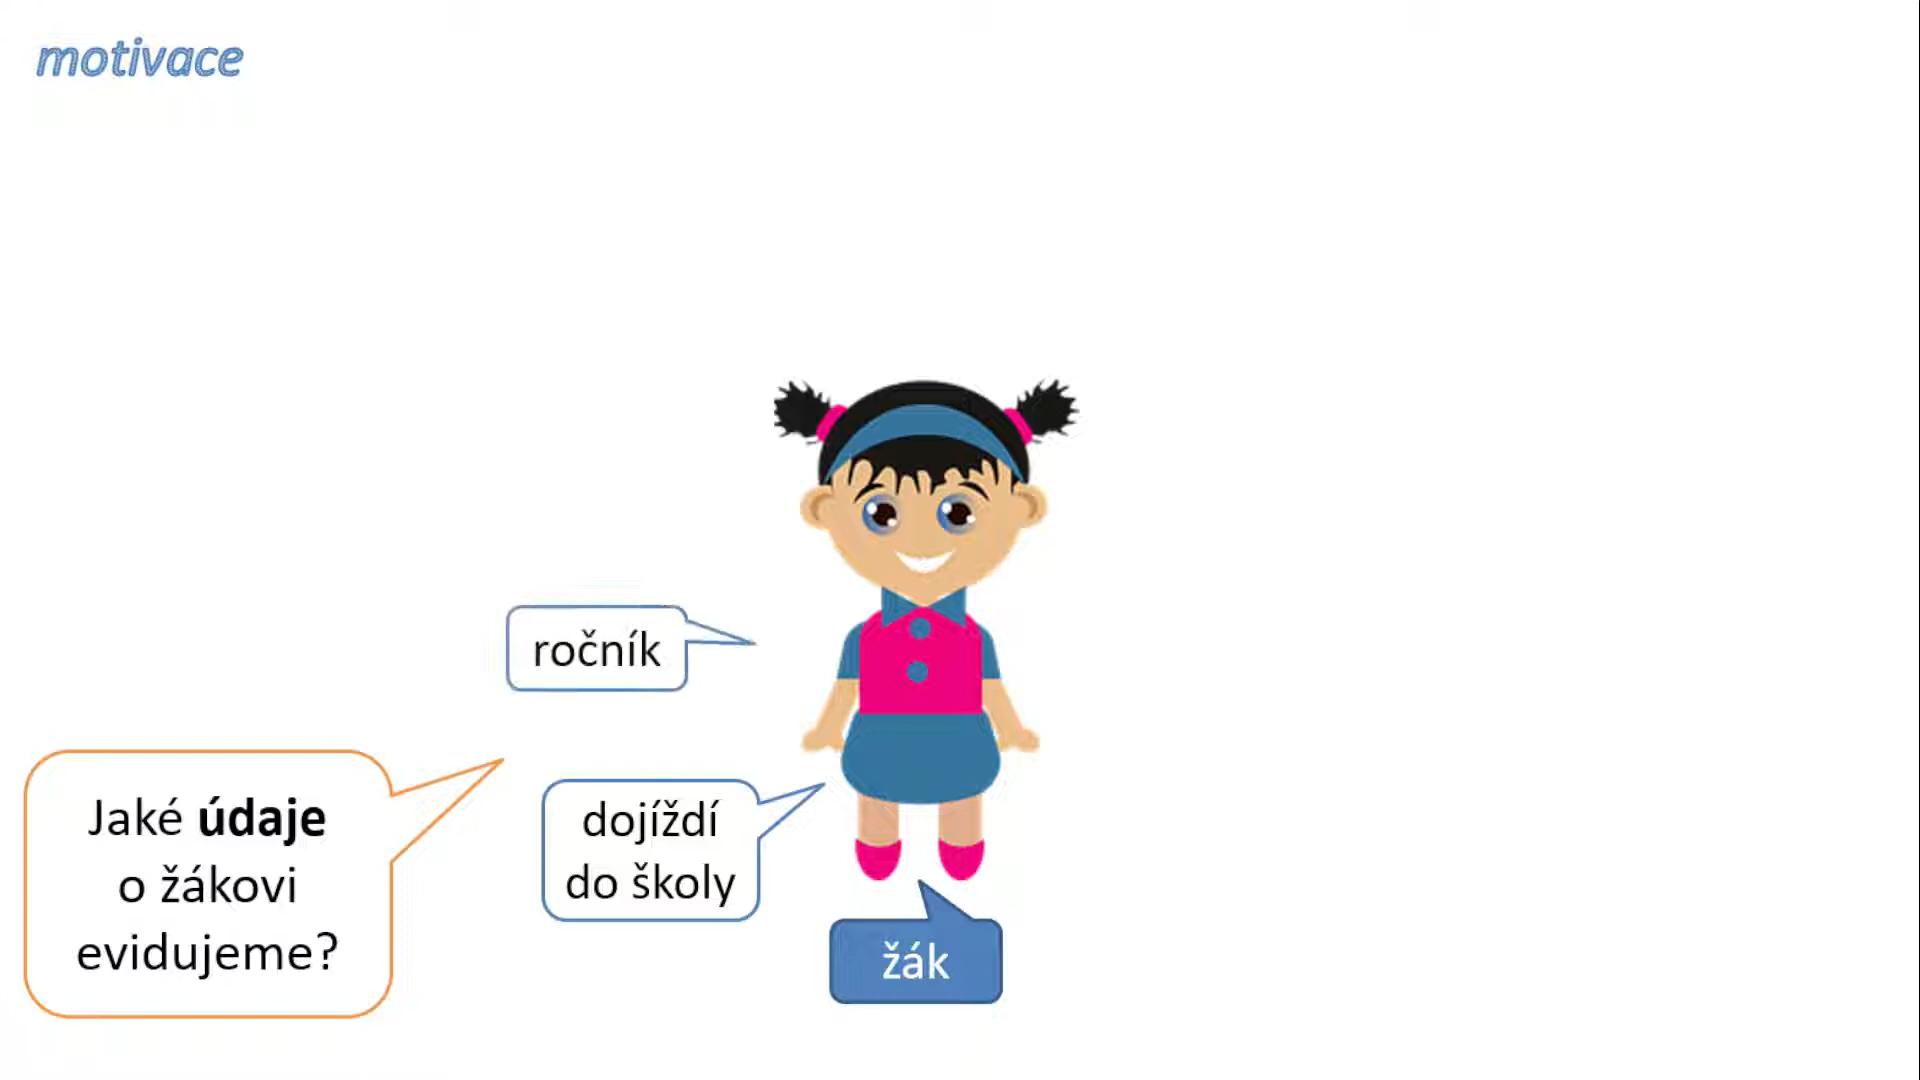 motivace
ročník
Jaké údaje
o žákovi
evidujeme?
dojíždí
do školy
žák